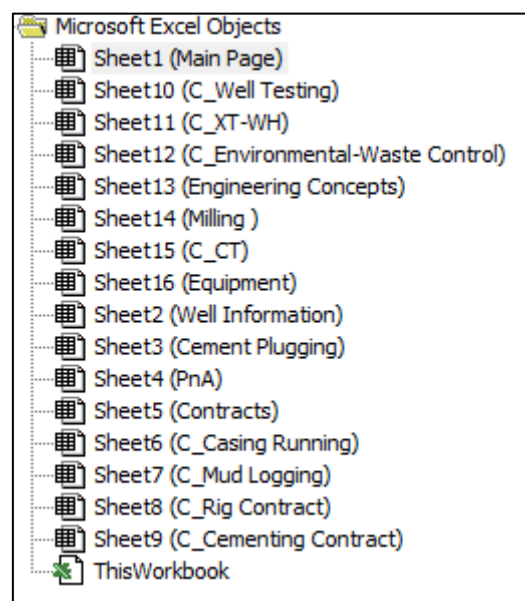 Microsoft Excel Objects
Sheet1 (Main Page)
Sheet10 (C_Well Testing)
Sheet11 (C_XT-WH)
Sheet12 (C_Environmental-Waste Control)
Sheet13 (Engineering Concepts)
Sheet14 (Milling )
Sheet15 (C_CT)
Sheet16 (Equipment)
Sheet2 (Well Information)
Sheet3 (Cement Plugging)
Sheet4 (PnA)
Sheet5 (Contracts)
Sheet6 (C_Casing Running)
Sheet7 (C_Mud Logging)
Sheet8 (C_Rig Contract)
Sheet9 (C_Cementing Contract)
ThisWorkbook